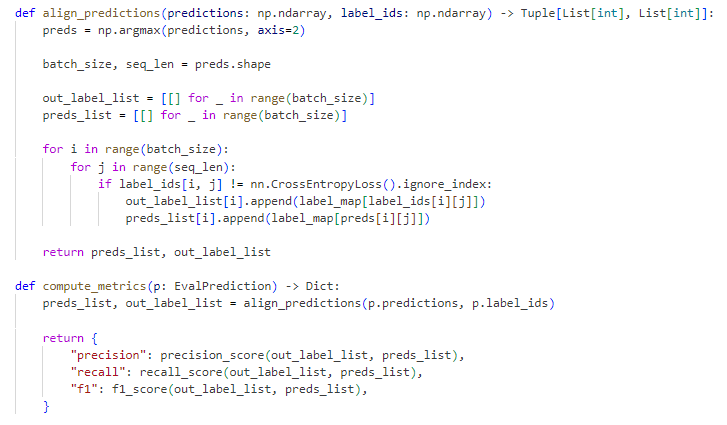 def align_predictions(predictions: np.ndarray, label_ids: np.ndarray) -> Tuple[List[int], List[int]]:
    preds = np.argmax(predictions, axis=2)

    batch_size, seq_len = preds.shape

    out_label_list = [[] for _ in range(batch_size)]
    preds_list = [[] for _ in range(batch_size)]

    for i in range(batch_size):
        for j in range(seq_len):
            if label_ids[i, j] != nn.CrossEntropyLoss().ignore_index:
                out_label_list[i].append(label_map[label_ids[i][j]])
                preds_list[i].append(label_map[preds[i][j]])

    return preds_list, out_label_list

def compute_metrics(p: EvalPrediction) -> Dict:
    preds_list, out_label_list = align_predictions(p.predictions, p.label_ids)

    return {
        "precision": precision_score(out_label_list, preds_list),
        "recall": recall_score(out_label_list, preds_list),
        "f1": f1_score(out_label_list, preds_list),
    }